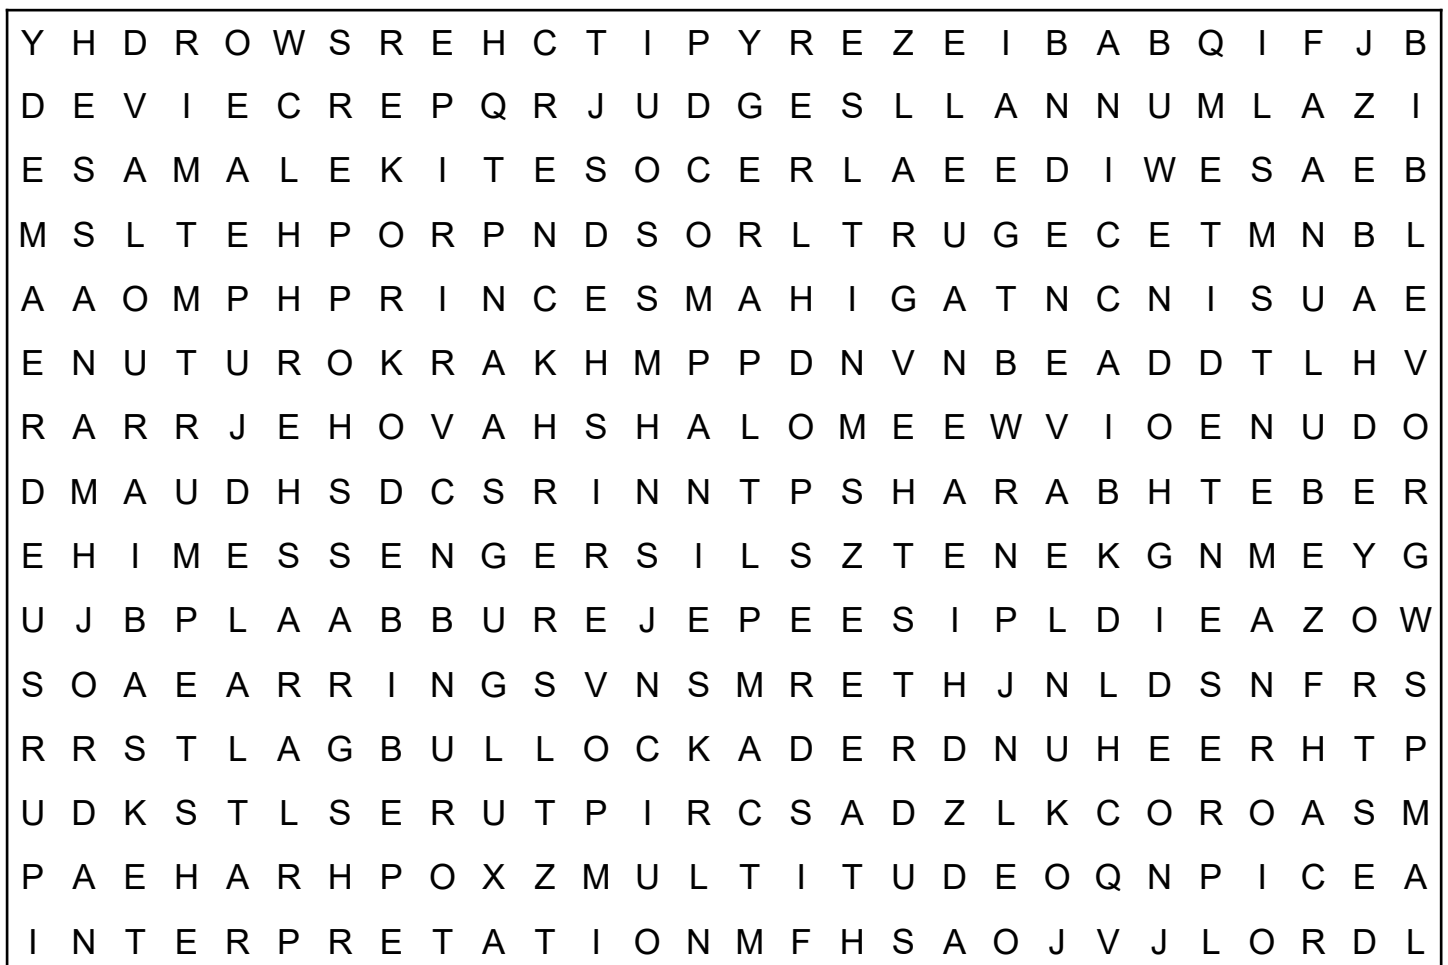 Y H D R O W S R E H C T I P Y R E Z E I B A B Q I F J B
D E V I E C R E P Q R J U D G E S L L A N N U M L A Z I
E S A M A L E K I T E S O C E R L A E E D I W E S A E B
M S L T E H P O R P N D S O R L T R U G E C E T M N B L
A A O M P H P R I N C E S M A H I G A T N C N I S U A E
E N U T U R O K R A K H M P P D N V N B E A D D T L H V
R A R R J E H O V A H S H A L O M E E W V I O E N U D O
D M A U D H S D C S R I N N T P S H A R A B H T E B E R
E H I M E S S E N G E R S I L S Z T E N E K G N M E Y G
U J B P L A A B B U R E J E P E E S I P L D I E A Z O W
S O A E A R R I N G S V N S M R E T H J N L D S N F R S
R R S T L A G B U L L O C K A D E R D N U H E E R H T P
U D K S T L S E R U T P I R C S A D Z L K C O R O A S M
P A E H A R H P O X Z M U L T I T U D E O Q N P I C E A
I N T E R P R E T A T I O N M F H S A O J V J L O R D L